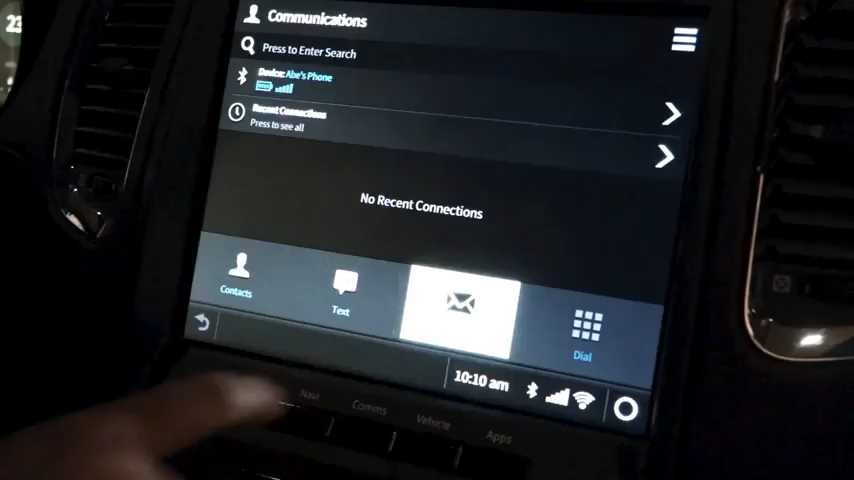 23
Communications
Press to Enter Search
Device: Abe's Phone
Recent Connections
Press to see all
No Recent Connections
Contacts
Text
Dial
10:10 am
Navi
Comms
Vehicle
Apps